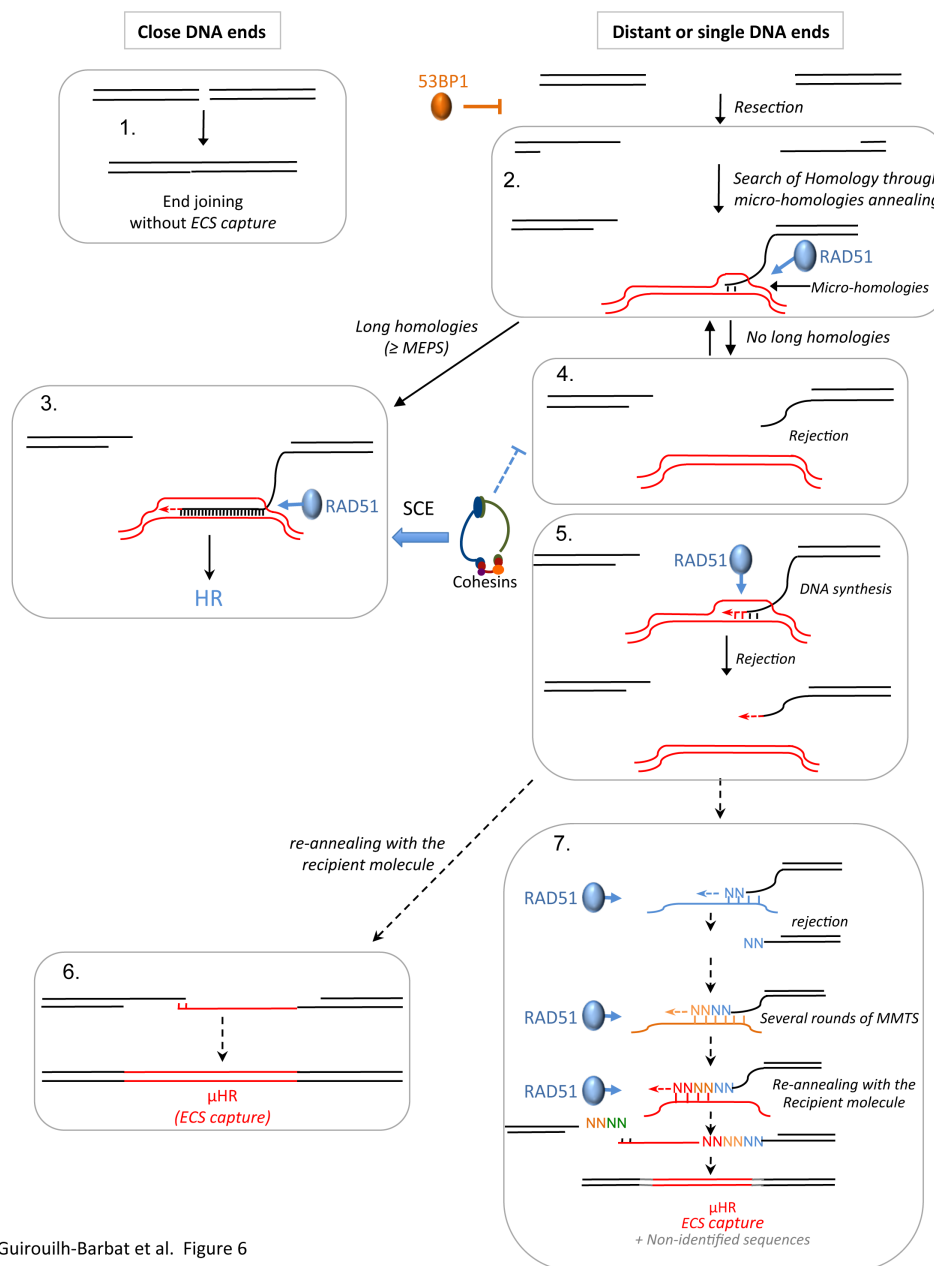 Close DNA ends
Distant or single DNA ends
53BP1
Resection
1.
End joining
without ECS capture
2.
Search of Homology through
micro-homologies annealing
RAD51
Micro-homologies
Long homologies
(≥ MEPS)
No long homologies
3.
RAD51
HR
SCE
Cohesins
4.
Rejection
5.
RAD51
DNA synthesis
Rejection
re-annealing with the
recipient molecule
6.
μHR
(ECS capture)
7.
RAD51
NN
rejection
NN
RAD51
NNNN
Several rounds of MMTS
RAD51
NNNNNN
Re-annealing with the
Recipient molecule
NNNN
NNNNNN
μHR
ECS capture
+ Non-identified sequences
Guirouilh-Barbat et al. Figure 6